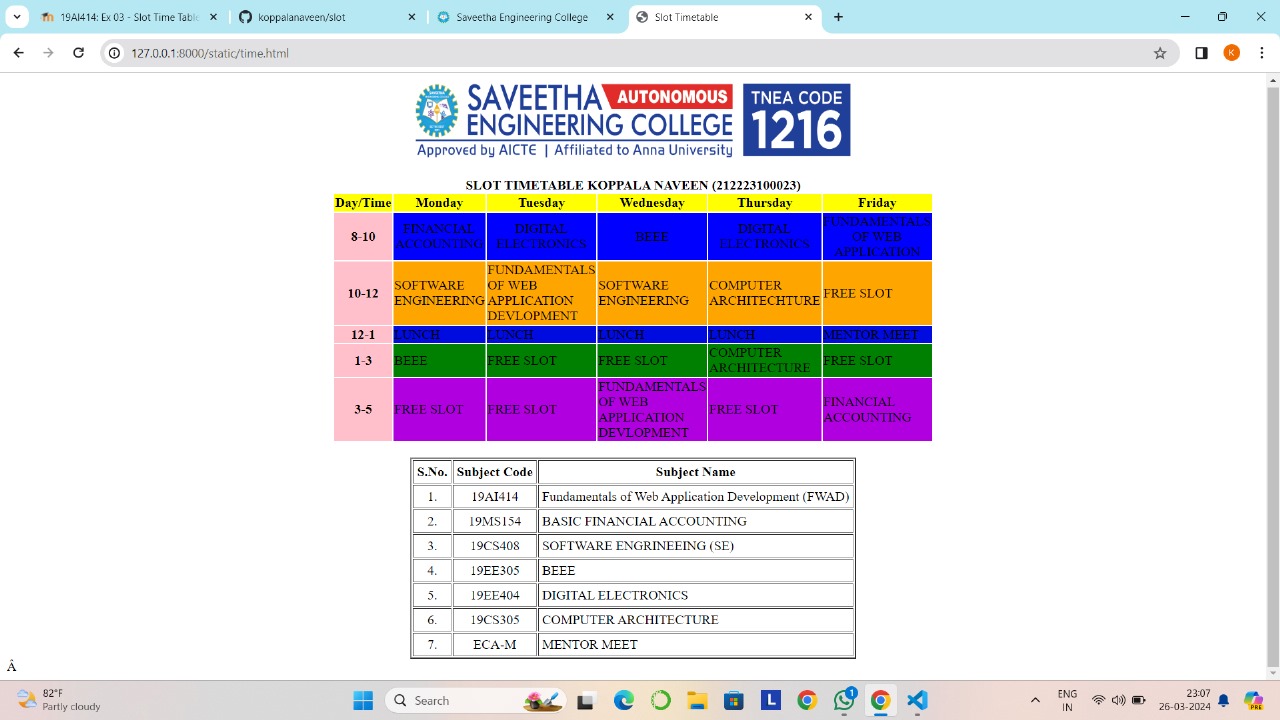 19AI414: Ex 03 - Slot Time Table
koppalanaveen/slot
Saveetha Engineering College
Slot Timetable
127.0.0.1:8000/static/time.html
K
SAVEETHA AUTONOMOUS
ENGINEERING COLLEGE
Approved by AICTE | Affiliated to Anna University
TNEA CODE
1216
SLOT TIMETABLE KOPPALA NAVEEN (212223100023)
Day/Time Monday Tuesday Wednesday Thursday Friday
8-10 FINANCIAL ACCOUNTING DIGITAL ELECTRONICS BEEE DIGITAL ELECTRONICS FUNDAMENTALS OF WEB APPLICATION
10-12 SOFTWARE ENGINEERING FUNDAMENTALS OF WEB APPLICATION DEVLOPMENT SOFTWARE ENGINEERING COMPUTER ARCHITECHTURE FREE SLOT
12-1 LUNCH LUNCH LUNCH LUNCH MENTOR MEET
1-3 BEEE FREE SLOT FREE SLOT COMPUTER ARCHITECTURE FREE SLOT
3-5 FREE SLOT FREE SLOT FUNDAMENTALS OF WEB APPLICATION DEVLOPMENT FREE SLOT FINANCIAL ACCOUNTING
S.No. Subject Code Subject Name
1. 19AI414 Fundamentals of Web Application Development (FWAD)
2. 19MS154 BASIC FINANCIAL ACCOUNTING
3. 19CS408 SOFTWARE ENGRINEEING (SE)
4. 19EE305 BEEE
5. 19EE404 DIGITAL ELECTRONICS
6. 19CS305 COMPUTER ARCHITECTURE
7. ECA-M MENTOR MEET
Â
82°F
Partly cloudy
Search
L
1
ENG
IN
23:07
26-03-2024
PRE